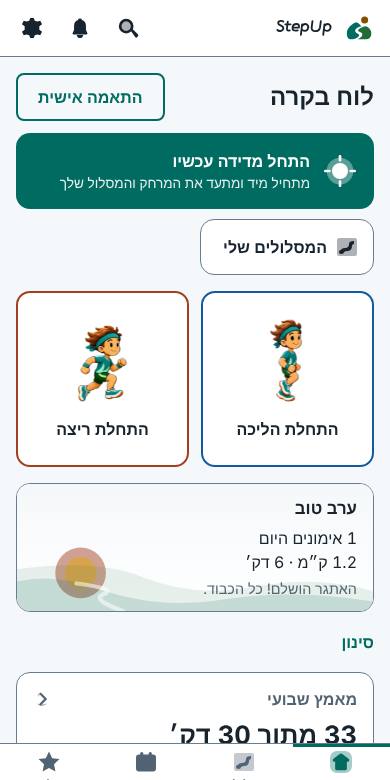 StepUp
לוח בקרה
התאמה אישית
התחל מדידה עכשיו
מתחיל מיד ומתעד את המרחק והמסלול שלך
המסלולים שלי
התחלת הליכה
התחלת ריצה
ערב טוב
1 אימונים היום
1.2 ק״מ · 6 דק׳
האתגר הושלם! כל הכבוד.
סינון
מאמץ שבועי
33 מתוך 30 דק׳